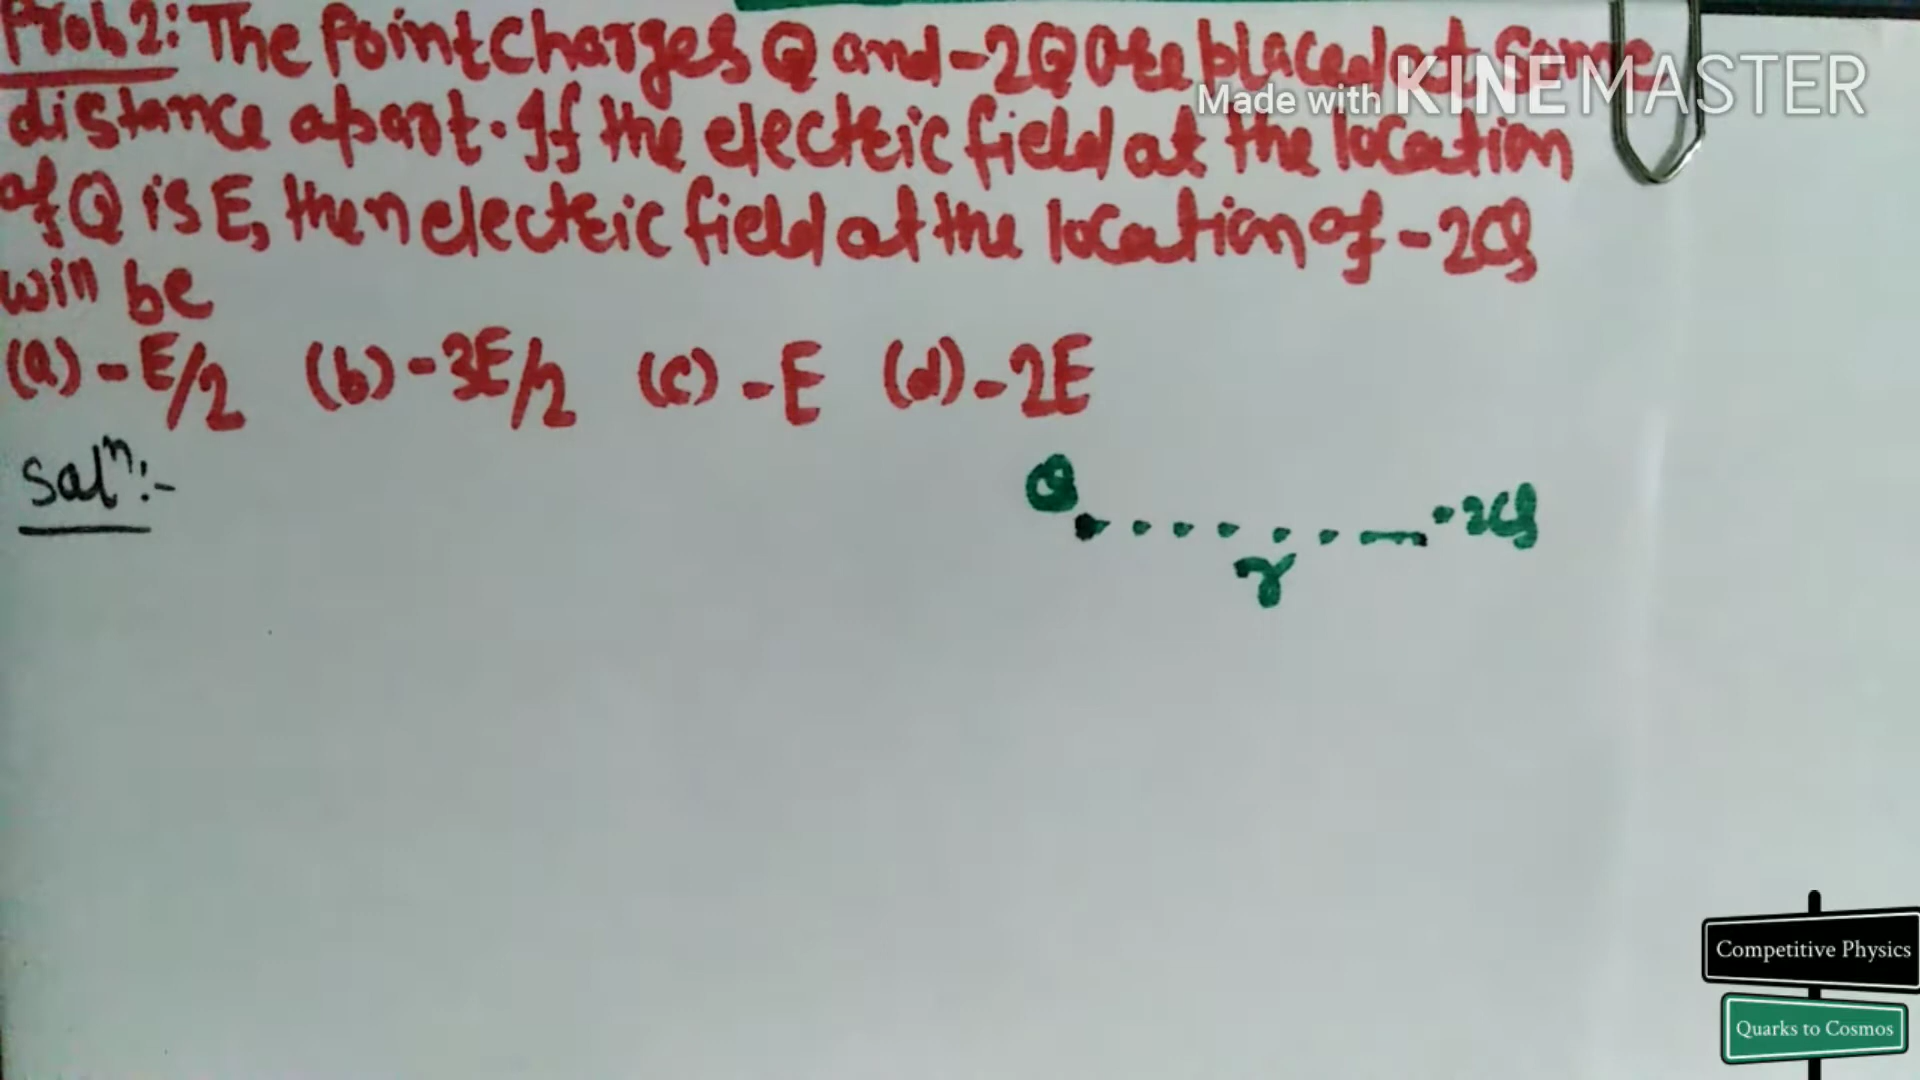 Prob 2: The Point Charges Q and -2Q are placed at some
distance apart. If the electric field at the location
of Q is E, then electric field at the location of -2Q
will be
(a) - E/2 (b) - 3E/2 (c) - E (d) - 2E
Solⁿ:-
Q -2Q
r
Made with KINEMASTER
Competitive Physics
Quarks to Cosmos